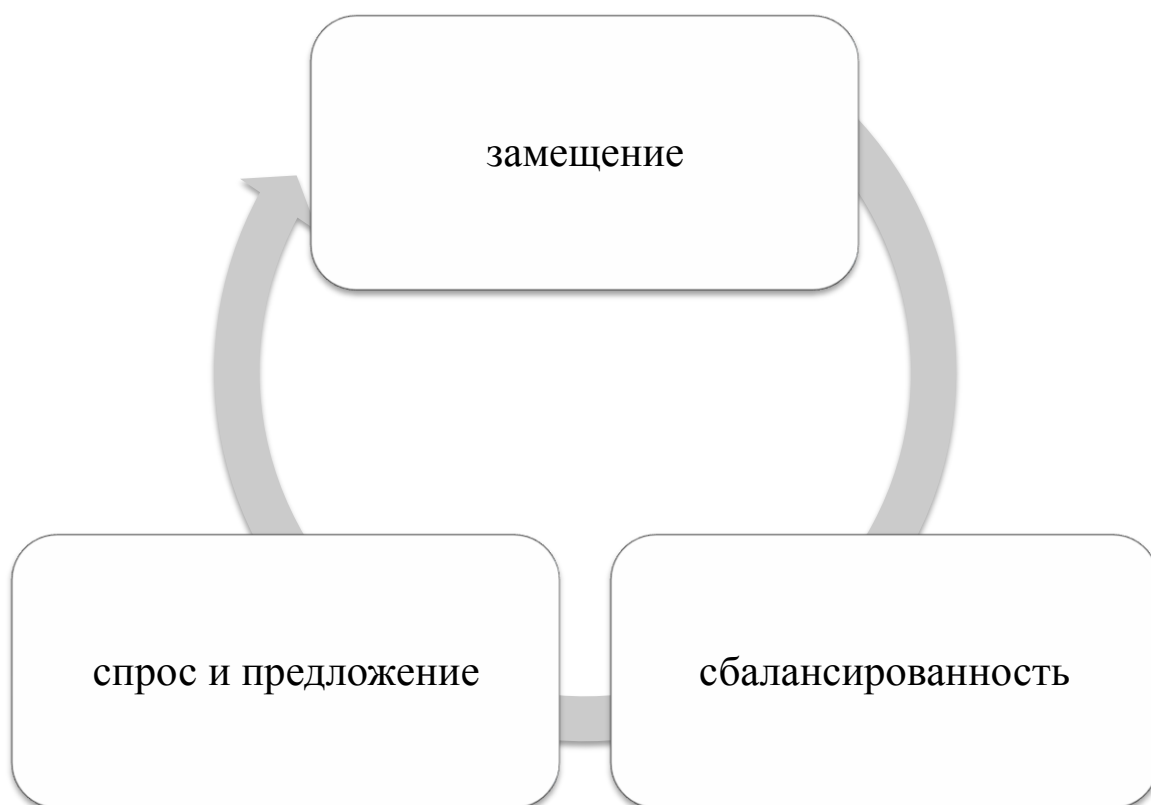 замещение
спрос и предложение
сбалансированность